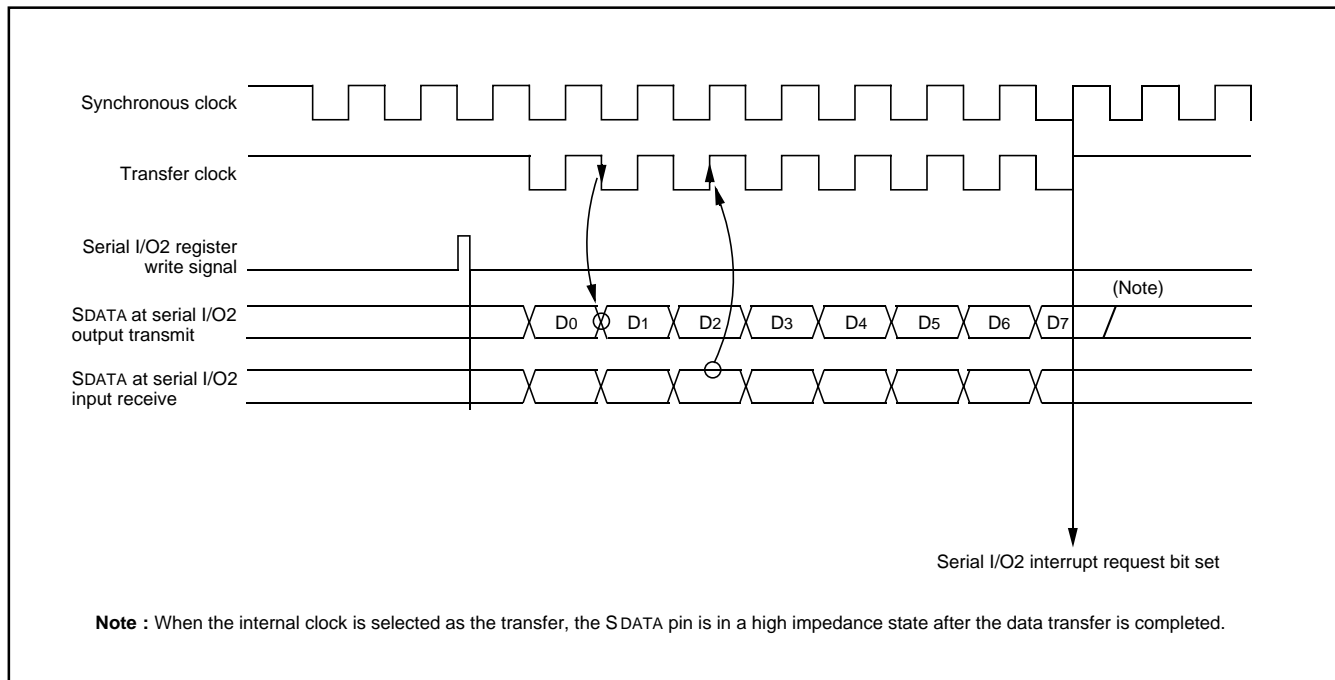 Synchronous clock
Transfer clock
Serial I/O2 register
write signal
(Note)
SDATA at serial I/O2
output transmit
D0 D1 D2 D3 D4 D5 D6 D7
SDATA at serial I/O2
input receive
Serial I/O2 interrupt request bit set
Note : When the internal clock is selected as the transfer, the SDATA pin is in a high impedance state after the data transfer is completed.